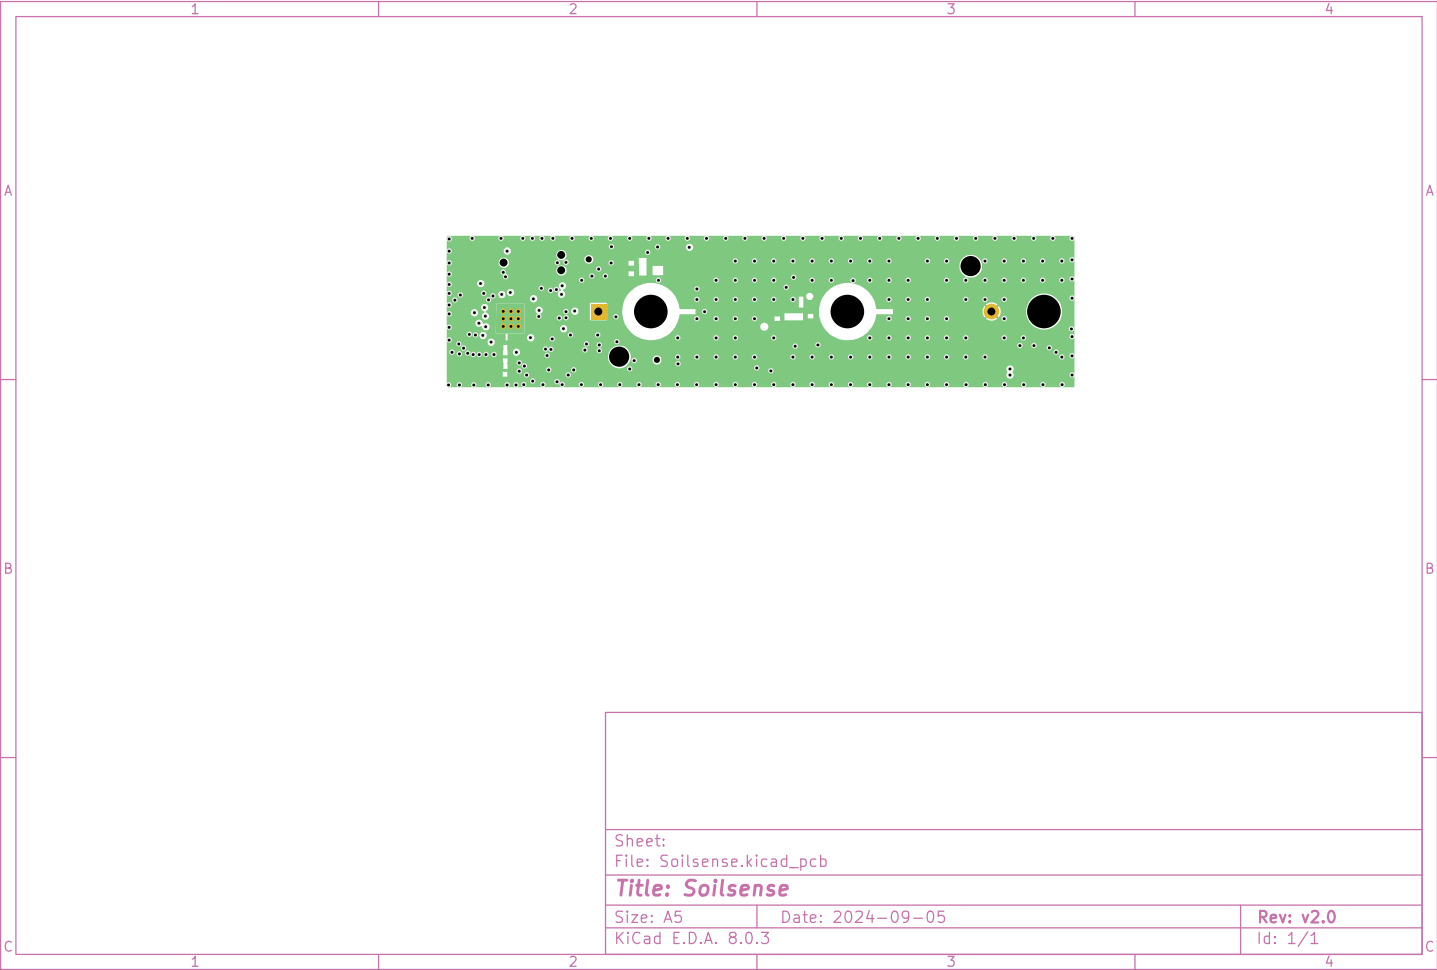 1 2 3 4
A A
B B
Sheet:
File: Soilsense.kicad_pcb
Title: Soilsense
Size: A5 Date: 2024-09-05 Rev: v2.0
KiCad E.D.A. 8.0.3 Id: 1/1
C C
1 2 3 4